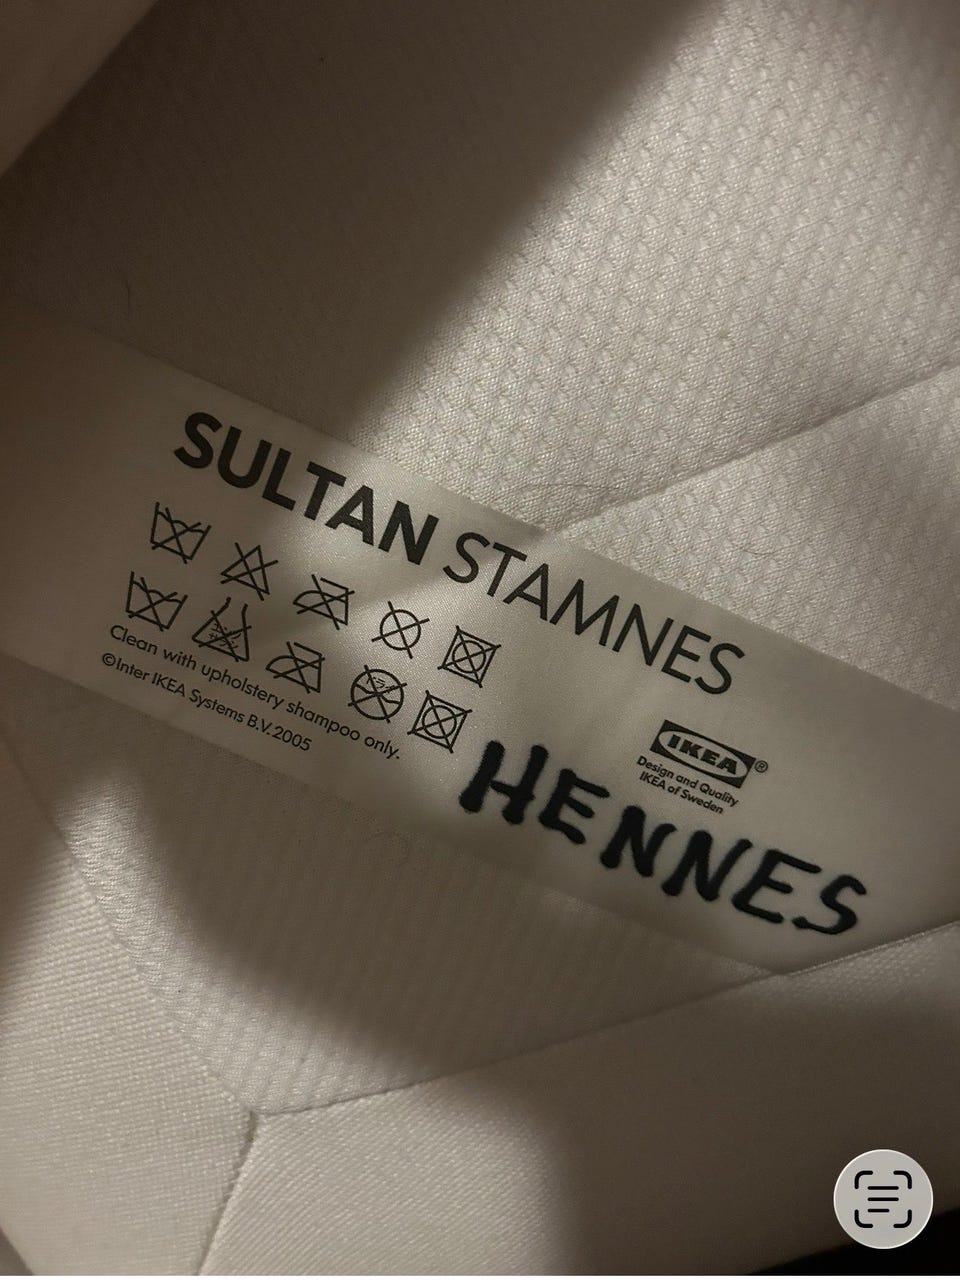 SULTAN STAMNES
Clean with upholstery shampoo only.
©Inter IKEA Systems B.V. 2005
IKEA®
Design and Quality
IKEA of Sweden
HENNES